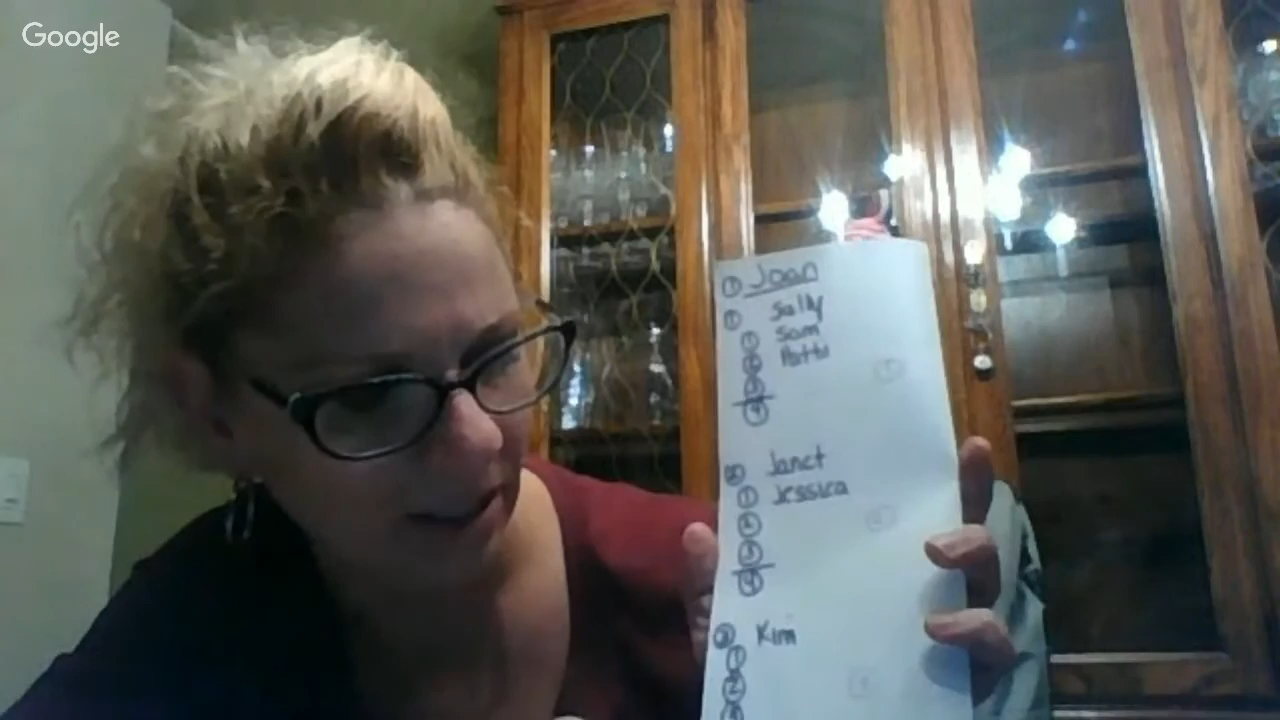 Google
① Joan
① Sally
① Sam
② Patti
③
④
② Janet
① Jessica
②
③
④
③ Kim
①
②
③